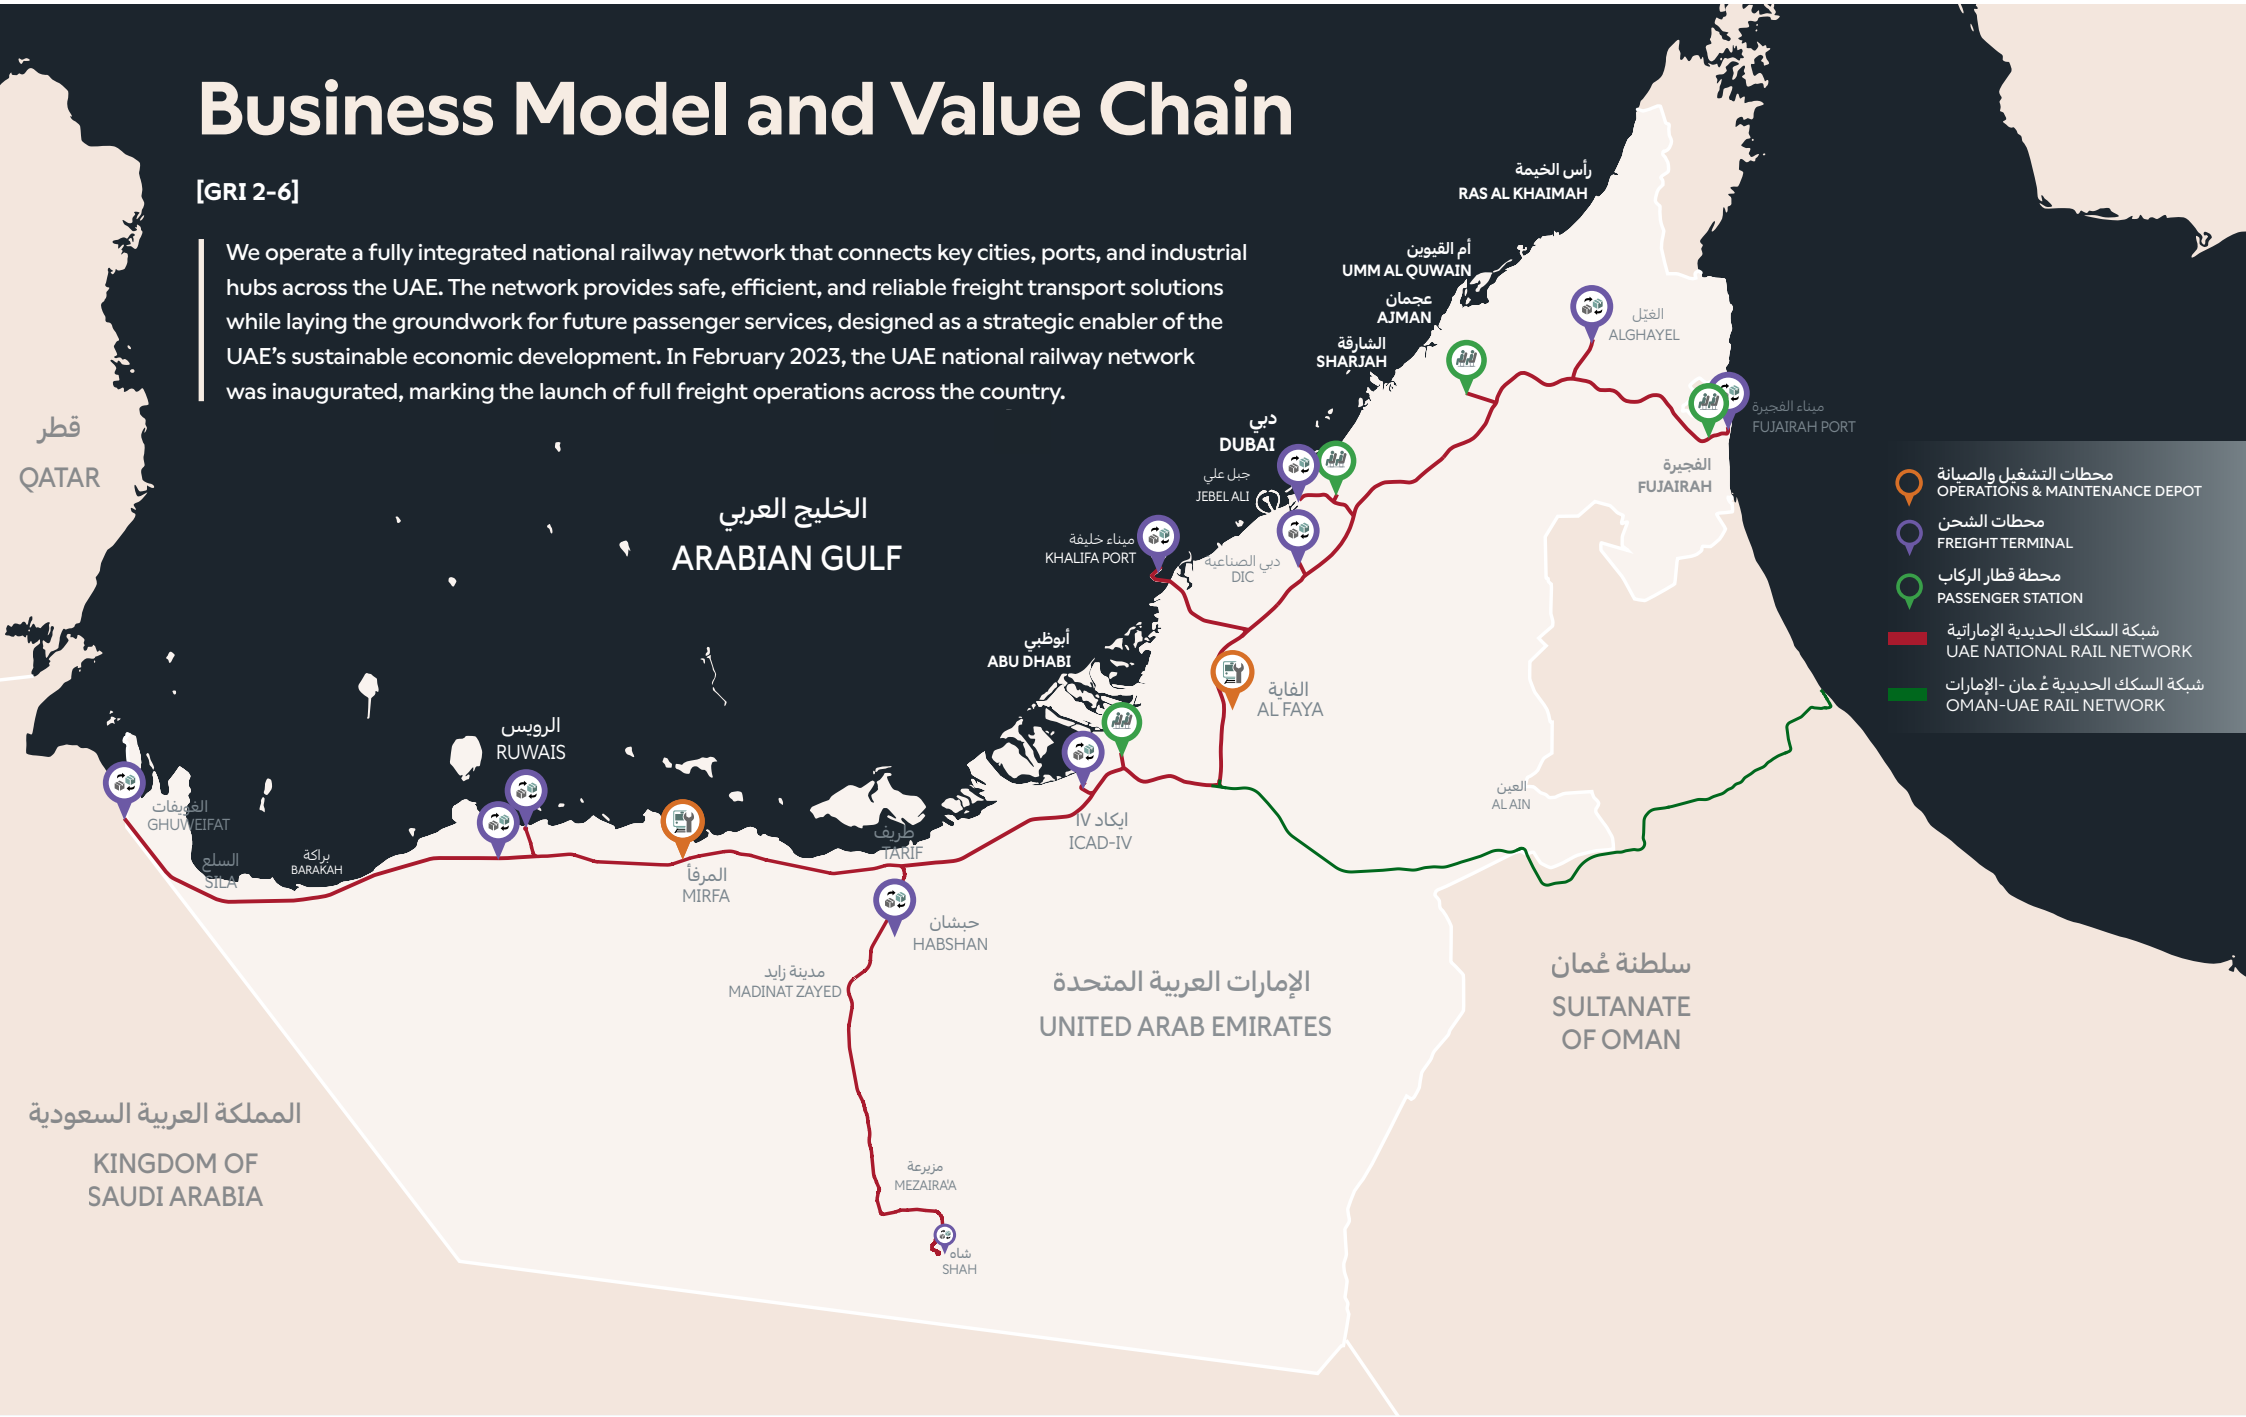 Business Model and Value Chain
[GRI 2-6]
We operate a fully integrated national railway network that connects key cities, ports, and industrial
hubs across the UAE. The network provides safe, efficient, and reliable freight transport solutions
while laying the groundwork for future passenger services, designed as a strategic enabler of the
UAE's sustainable economic development. In February 2023, the UAE national railway network
was inaugurated, marking the launch of full freight operations across the country.
رأس الخيمة
RAS AL KHAIMAH
أم القيوين
UMM AL QUWAIN
عجمان
AJMAN
الشارقة
SHARJAH
الغيّل
ALGHAYEL
ميناء الفجيرة
FUJAIRAH PORT
الفجيرة
FUJAIRAH
دبي
DUBAI
جبل علي
JEBEL ALI
دبي الصناعية
DIC
ميناء خليفة
KHALIFA PORT
قطر
QATAR
الخليج العربي
ARABIAN GULF
أبوظبي
ABU DHABI
الفاية
AL FAYA
الرويس
RUWAIS
الغويفات
GHUWEIFAT
السلع
SILA
براكة
BARAKAH
المرفأ
MIRFA
طريف
TARIF
ايكاد IV
ICAD-IV
العين
AL AIN
حبشان
HABSHAN
مدينة زايد
MADINAT ZAYED
الإمارات العربية المتحدة
UNITED ARAB EMIRATES
سلطنة عُمان
SULTANATE
OF OMAN
المملكة العربية السعودية
KINGDOM OF
SAUDI ARABIA
مزيرعة
MEZAIRA'A
شاه
SHAH
محطات التشغيل والصيانة
OPERATIONS & MAINTENANCE DEPOT
محطات الشحن
FREIGHT TERMINAL
محطة قطار الركاب
PASSENGER STATION
شبكة السكك الحديدية الإماراتية
UAE NATIONAL RAIL NETWORK
شبكة السكك الحديدية عُمان -الإمارات
OMAN-UAE RAIL NETWORK